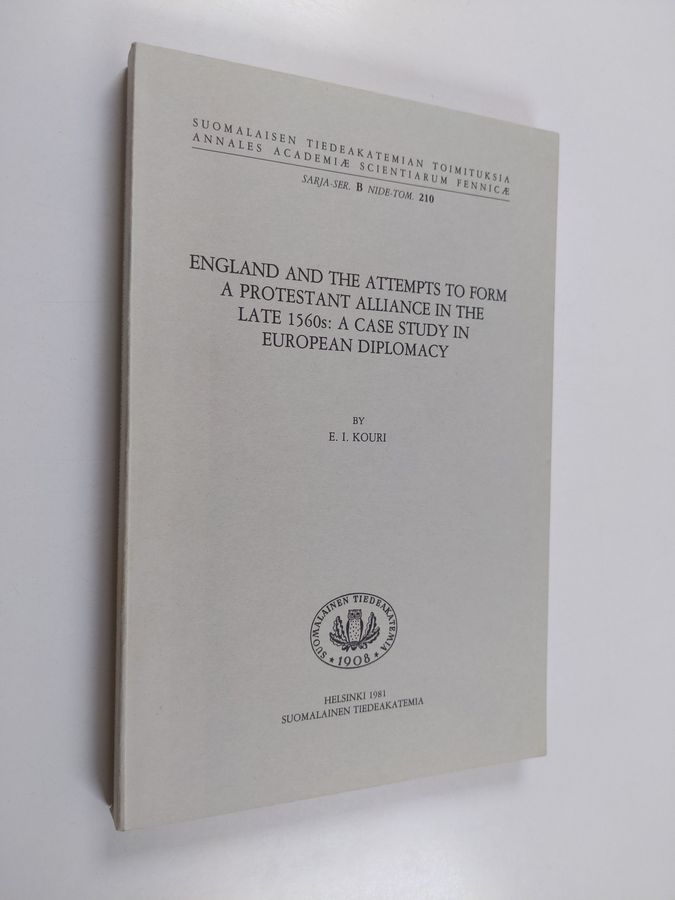 SUOMALAISEN TIEDEAKATEMIAN TOIMITUKSIA
ANNALES ACADEMIÆ SCIENTIARUM FENNICÆ
SARJA-SER. B NIDE-TOM. 210
ENGLAND AND THE ATTEMPTS TO FORM
A PROTESTANT ALLIANCE IN THE
LATE 1560s: A CASE STUDY IN
EUROPEAN DIPLOMACY
BY
E. I. KOURI
SUOMALAINEN TIEDEAKATEMIA
★ 1908 ★
HELSINKI 1981
SUOMALAINEN TIEDEAKATEMIA